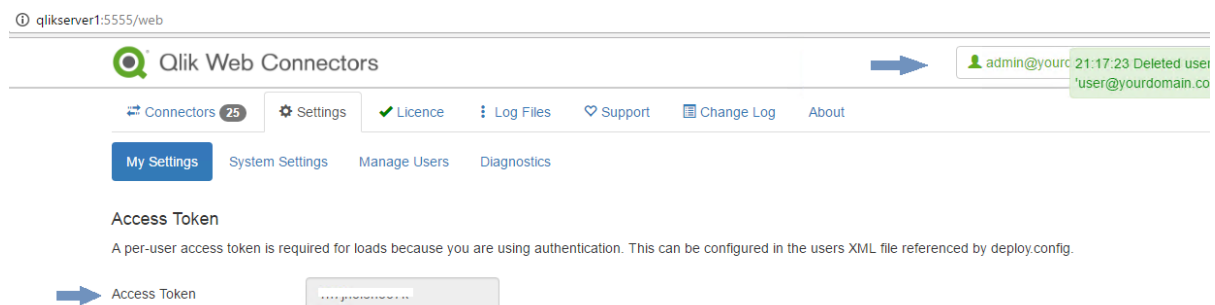 qlikserver1:5555/web
Qlik Web Connectors
admin@yourd
21:17:23 Deleted user
'user@yourdomain.co
Connectors 25 Settings Licence Log Files Support Change Log About
My Settings System Settings Manage Users Diagnostics
Access Token
A per-user access token is required for loads because you are using authentication. This can be configured in the users XML file referenced by deploy.config.
Access Token